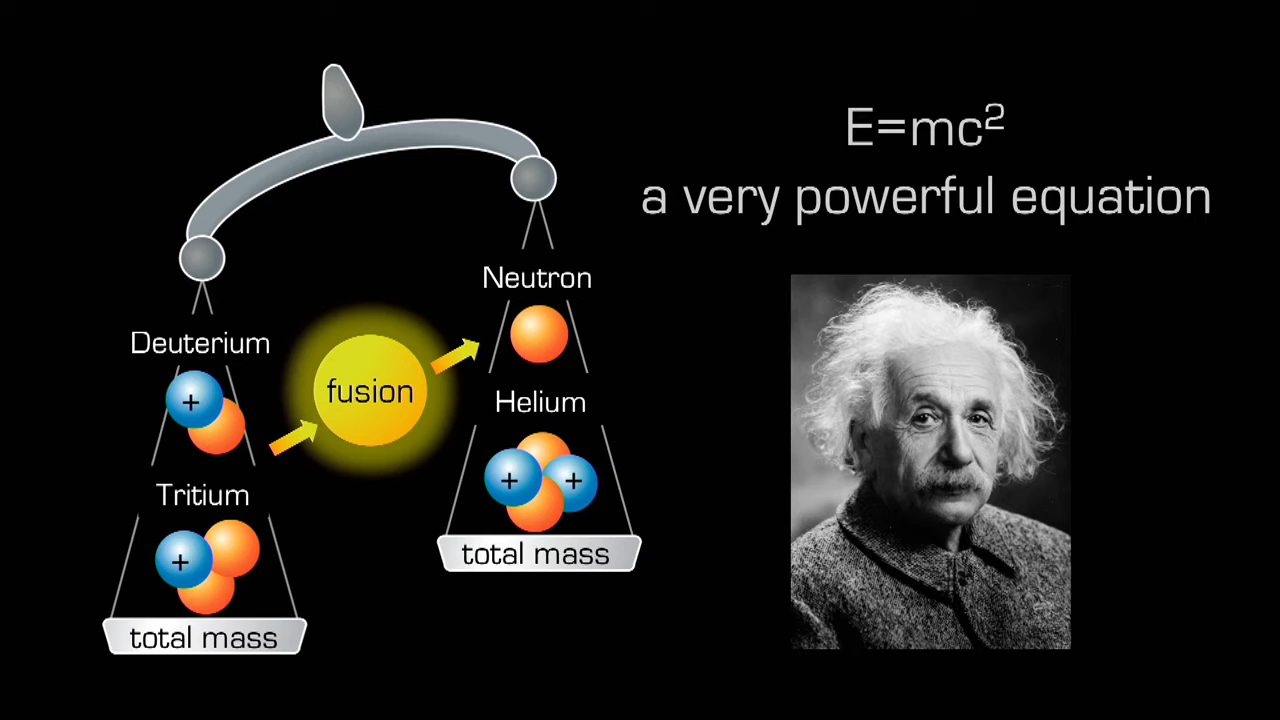 E=mc²
a very powerful equation
Neutron
Deuterium
fusion
Helium
+
+ +
Tritium
+
total mass
total mass